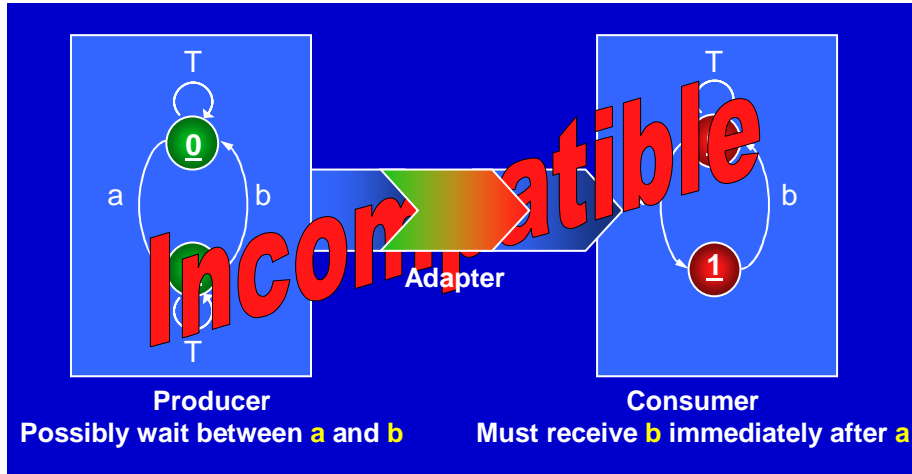 T
T
0
a
b
b
Incompatible
1
Adapter
T
Producer
Consumer
Possibly wait between a and b
Must receive b immediately after a